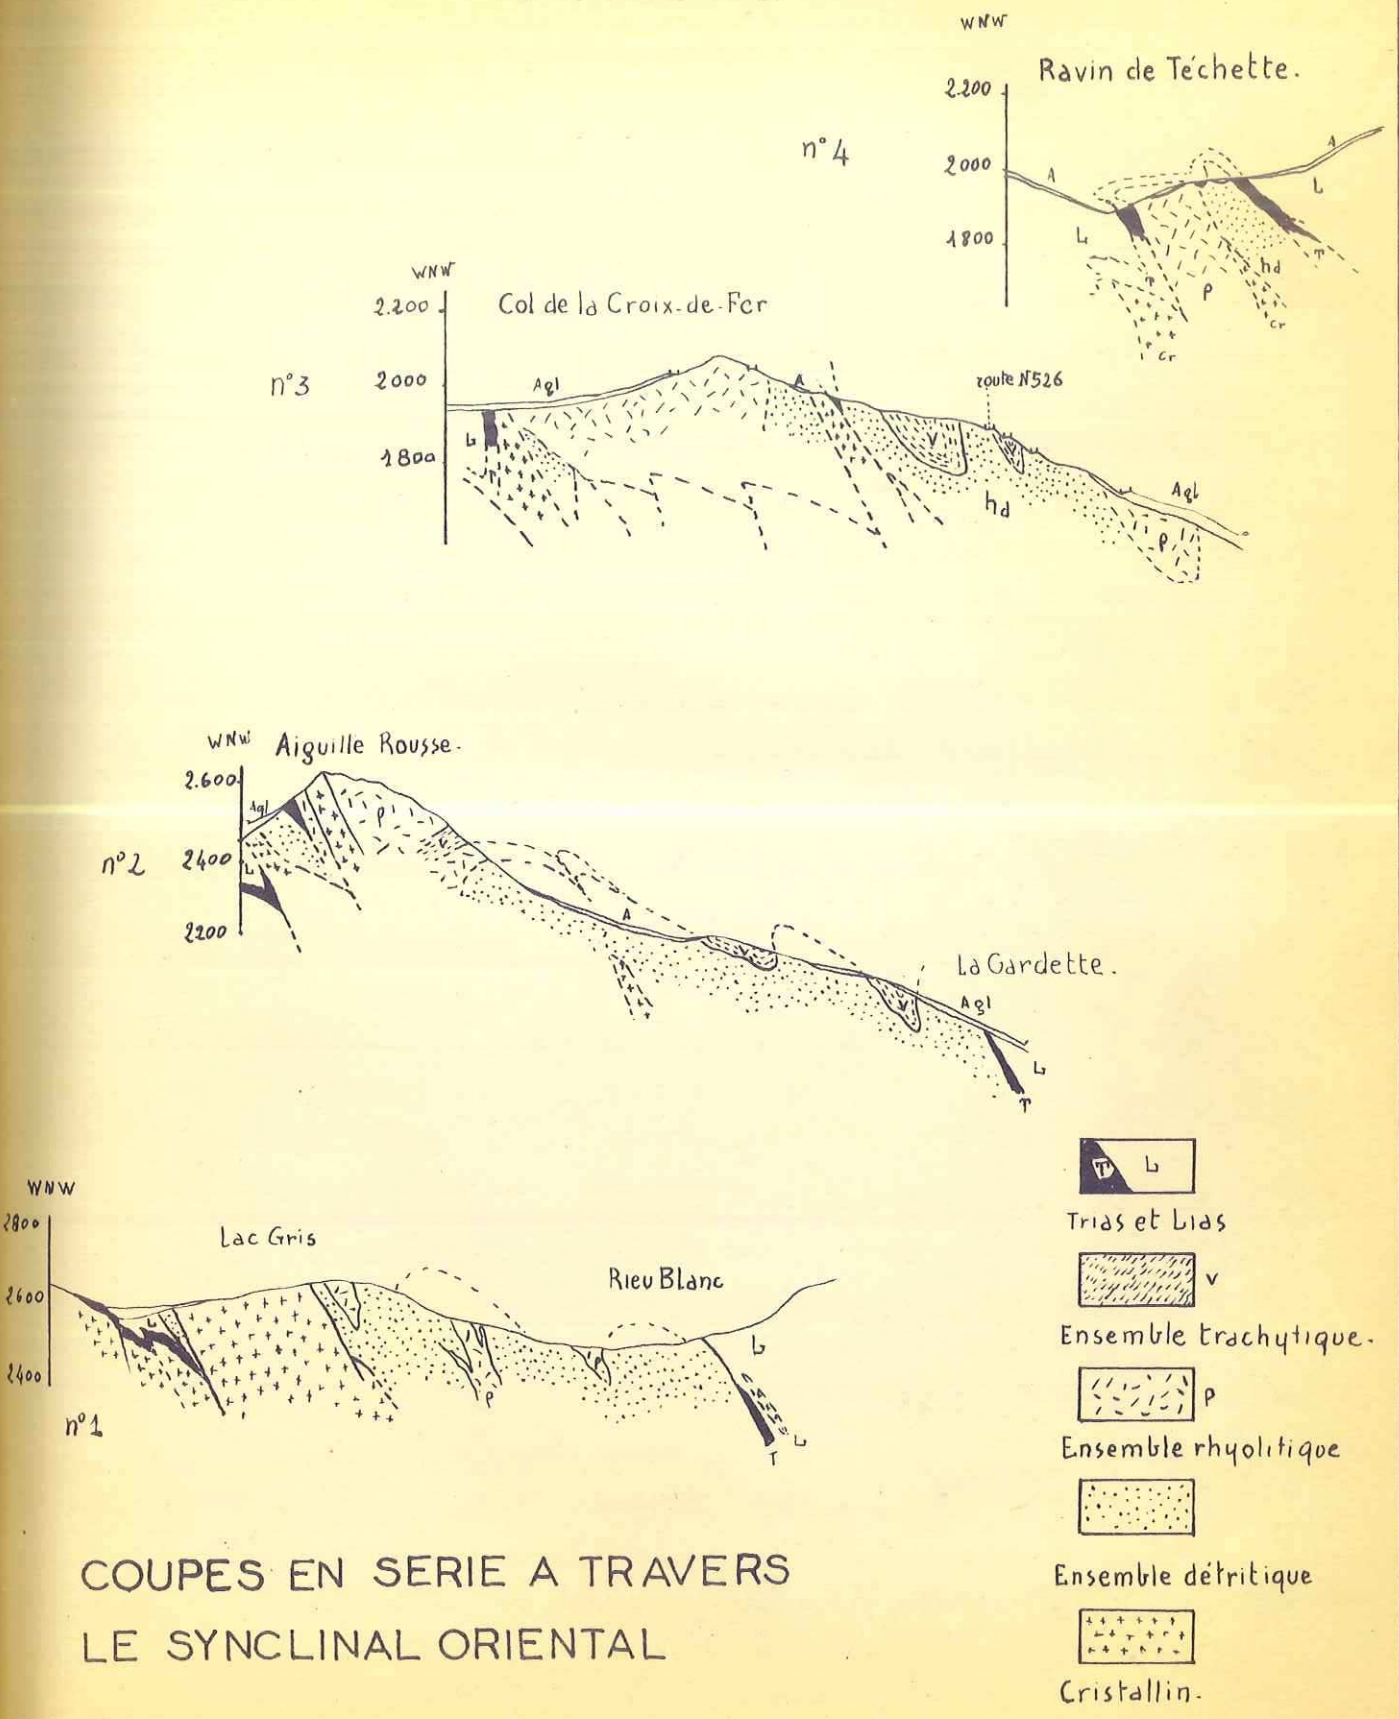 WNW
Ravin de Téchette.
2.200
n°4
2000
A
A
L
L
1800
T
hd
T
p
cr
cr
WNW
2.200
Col de la Croix-de-Fer
n°3
2000
Agl
A
route N526
L
v
v
1800
T
hd
Agl
p
WNW
Aiguille Rousse.
2.600
Agl
p
v
n°2
2400
L
2200
A
v
La Gardette.
v
Agl
L
T
T L
Trias et Lias
v
Ensemble trachytique.
p
Ensemble rhyolitique
Ensemble détritique
Cristallin.
WNW
2800
Lac Gris
2600
Rieu Blanc
L
L
2400
p
p
L
T
n°1
COUPES EN SERIE A TRAVERS
LE SYNCLINAL ORIENTAL